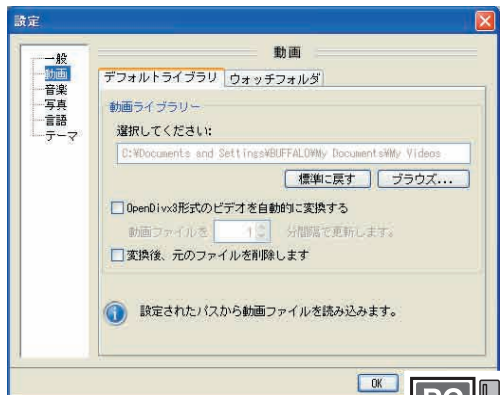 設定
一般
動画
音楽
写真
言語
テーマ
動画
デフォルトライブラリ ウォッチフォルダ
動画ライブラリー
選択してください:
C:¥Documents and Settings¥BUFFALO¥My Documents¥My Videos
標準に戻す ブラウズ...
OpenDivx3形式のビデオを自動的に変換する
動画ファイルを 1 分間隔で更新します。
変換後、元のファイルを削除します
設定されたパスから動画ファイルを読み込みます。
OK